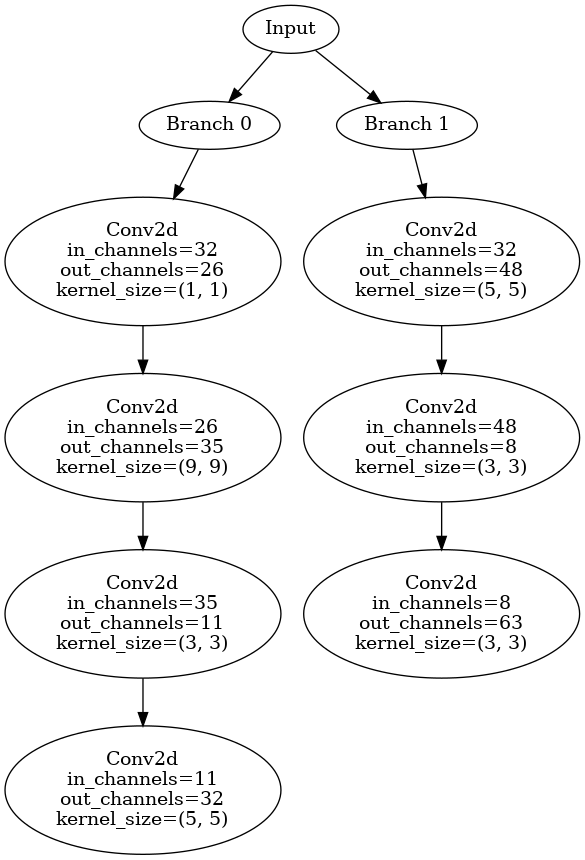 Input
Branch 0
Branch 1
Conv2d
in_channels=32
out_channels=26
kernel_size=(1, 1)
Conv2d
in_channels=32
out_channels=48
kernel_size=(5, 5)
Conv2d
in_channels=26
out_channels=35
kernel_size=(9, 9)
Conv2d
in_channels=48
out_channels=8
kernel_size=(3, 3)
Conv2d
in_channels=35
out_channels=11
kernel_size=(3, 3)
Conv2d
in_channels=8
out_channels=63
kernel_size=(3, 3)
Conv2d
in_channels=11
out_channels=32
kernel_size=(5, 5)